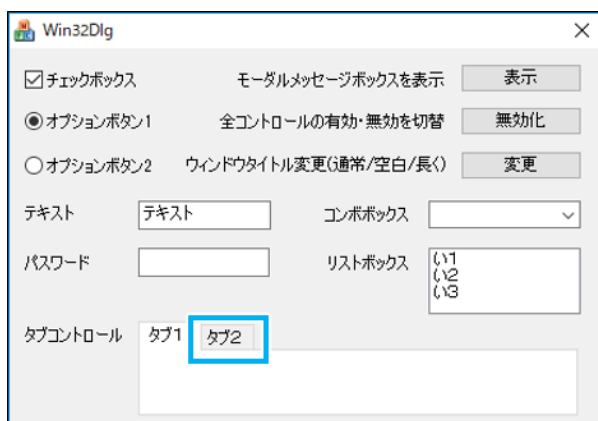 Win32Dlg
チェックボックス モーダルメッセージボックスを表示 表示
オプションボタン1 全コントロールの有効・無効を切替 無効化
オプションボタン2 ウィンドウタイトル変更(通常/空白/長く) 変更
テキスト テキスト コンボボックス
パスワード リストボックス い1
い2
い3
タブコントロール タブ1 タブ2